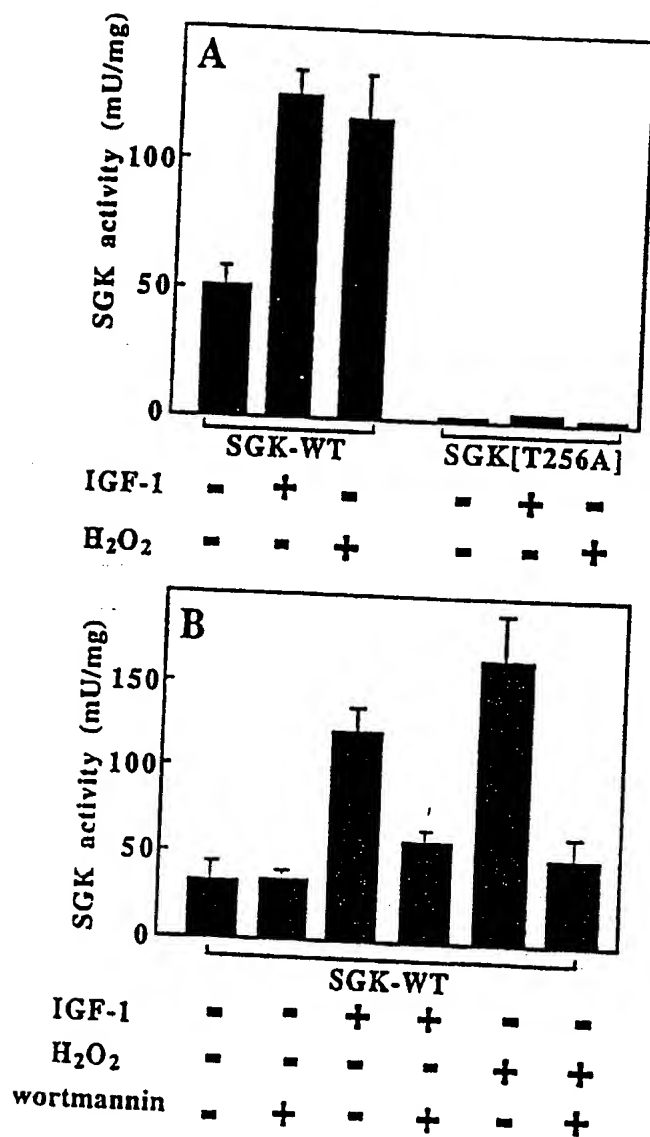 A
SGK activity (mU/mg)
100
50
0
SGK-WT SGK[T256A]
IGF-1 - + - - + -
H₂O₂ - - + - - +
B
SGK activity (mU/mg)
150
100
50
0
SGK-WT
IGF-1 - - + + - -
H₂O₂ - - - - + +
wortmannin - + - + - +